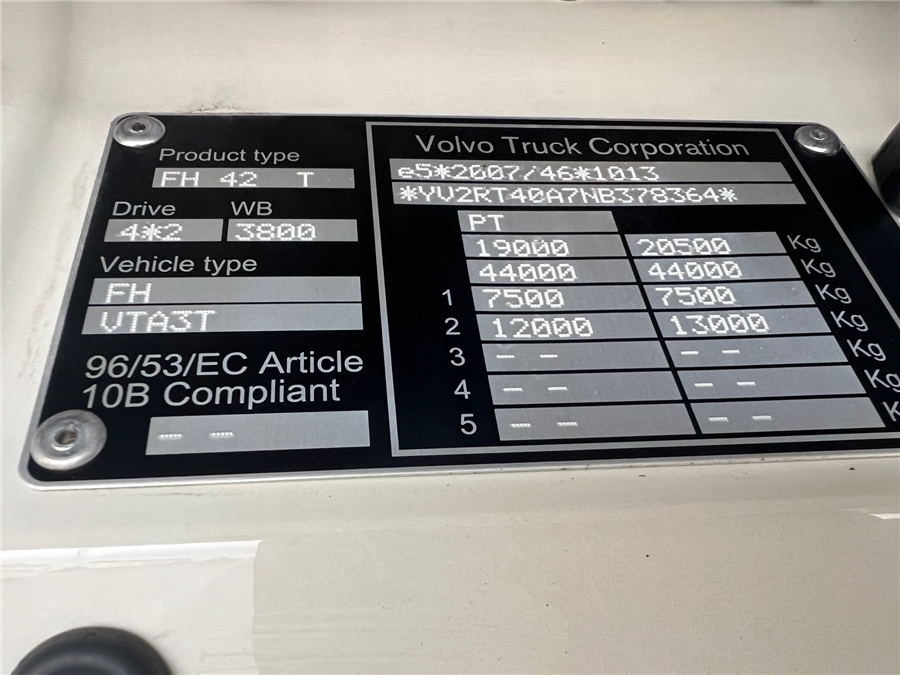 Product type
FH 42 T
Drive WB
4*2 3800
Vehicle type
FH
VTA3T
96/53/EC Article
10B Compliant
-- --
Volvo Truck Corporation
e5*2007/46*1013
*YV2RT40A7NB378364*
PT
19000 20500 Kg
44000 44000 Kg
1 7500 7500 Kg
2 12000 13000 Kg
3 -- -- -- -- Kg
4 -- -- -- -- Kg
5 -- -- -- -- K